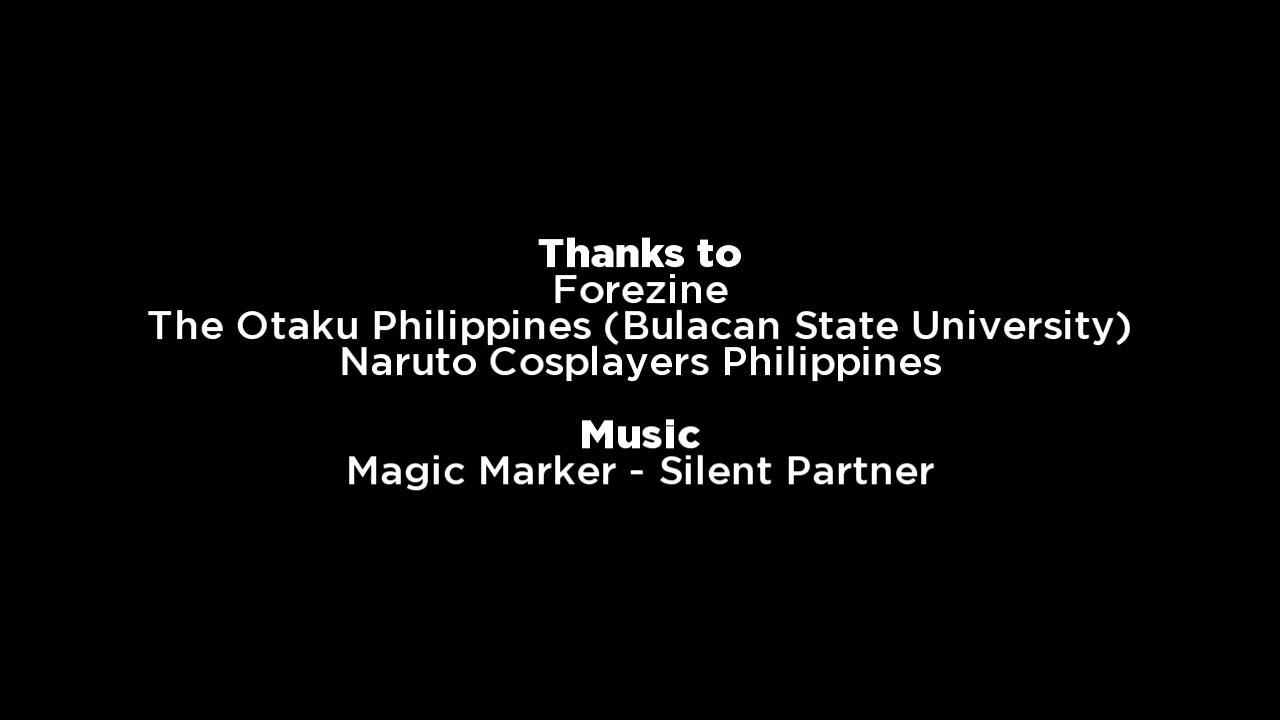 Thanks to
Forezine
The Otaku Philippines (Bulacan State University)
Naruto Cosplayers Philippines
Music
Magic Marker - Silent Partner